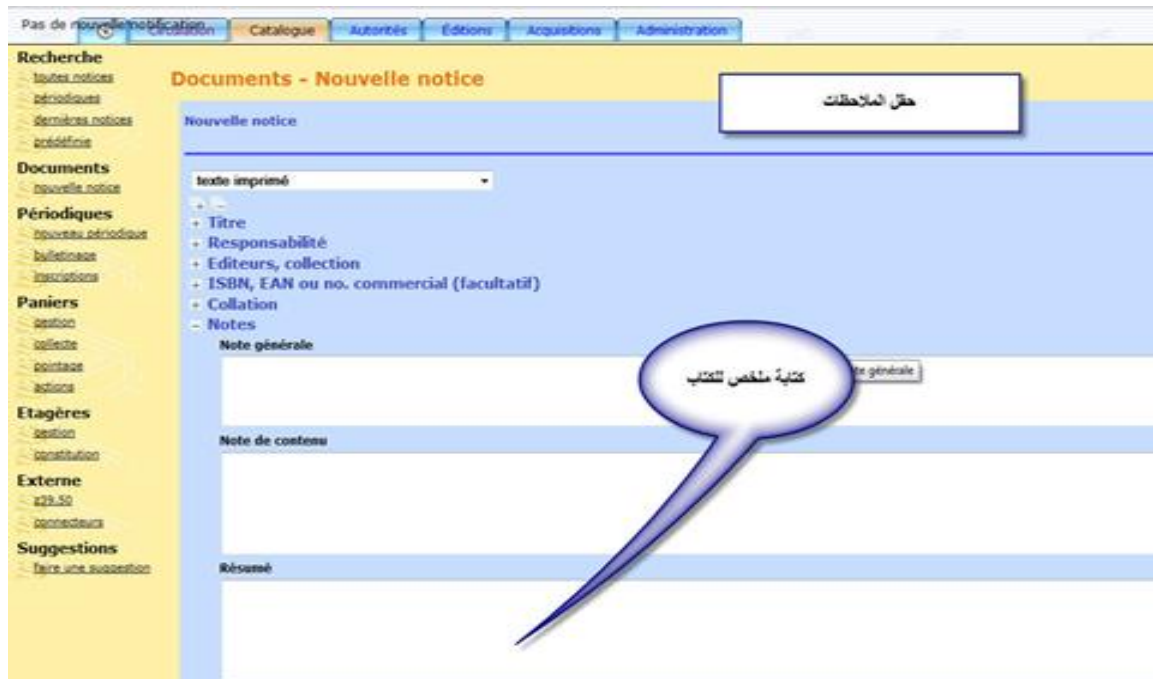 Pas de nouvelle notification
Circulation Catalogue Autorités Éditions Acquisitions Administration
Recherche
toutes notices
périodiques
dernières notices
prédéfinie
Documents
nouvelle notice
Périodiques
nouveau périodique
bulletinage
inscriptions
Paniers
gestion
collecte
pointage
actions
Etagères
gestion
constitution
Externe
z39.50
connecteurs
Suggestions
faire une suggestion
Documents - Nouvelle notice
حقل الملاحظات
Nouvelle notice
texte imprimé
+ Titre
+ Responsabilité
+ Editeurs, collection
+ ISBN, EAN ou no. commercial (facultatif)
+ Collation
- Notes
Note générale
كتابة ملخص للكتاب
te générale
Note de contenu
Résumé